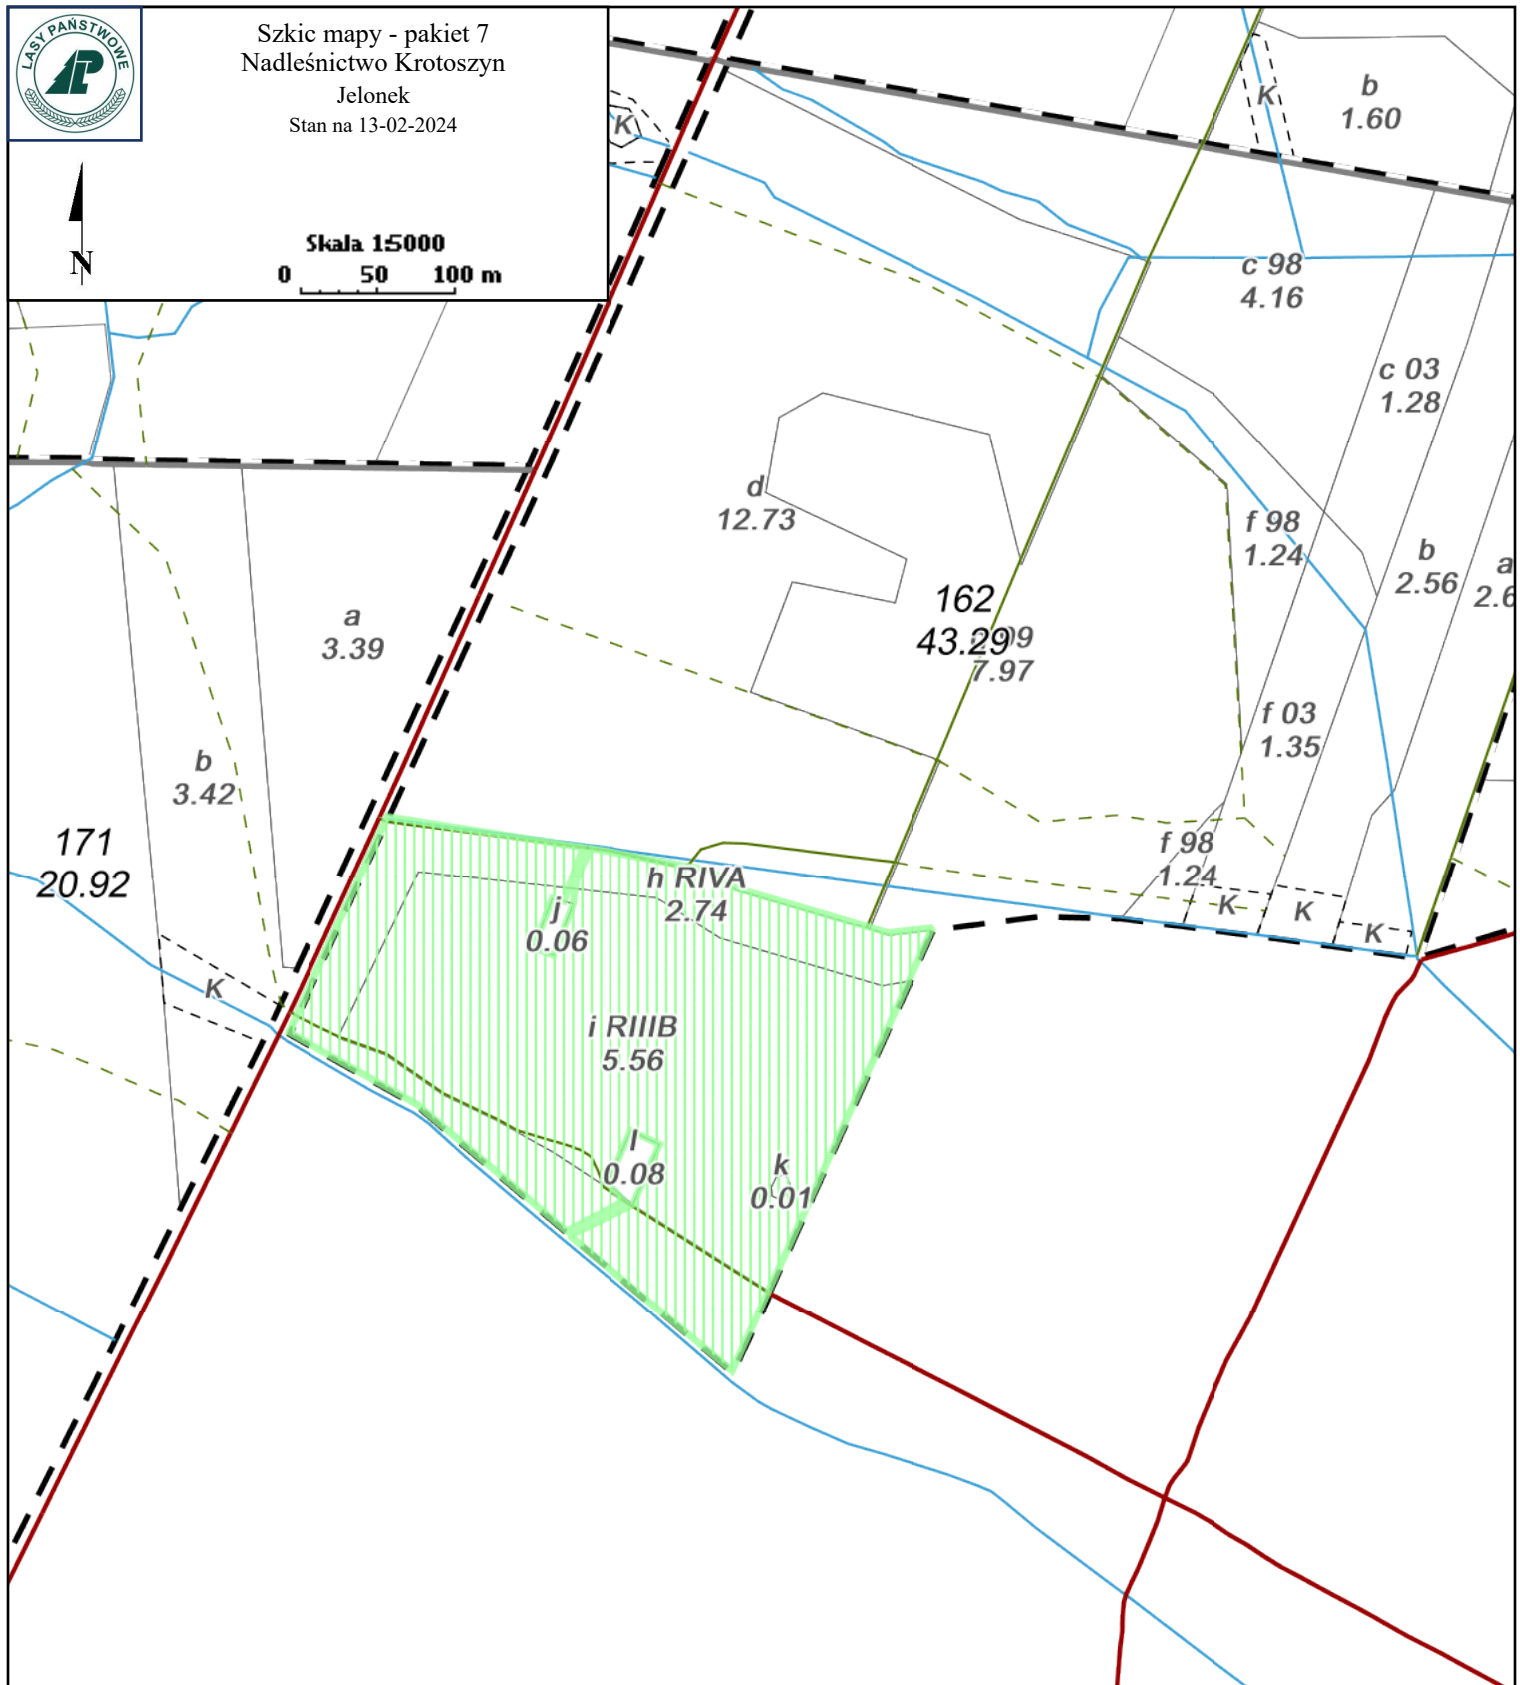 LASY PAŃSTWOWE
Szkic mapy - pakiet 7
Nadleśnictwo Krotoszyn
Jelonek
Stan na 13-02-2024
N
Skala 1:5000
0 50 100 m
K
K
b
1.60
c 98
4.16
c 03
1.28
d
12.73
f 98
1.24
b
2.56
a
162
43.29
7.97
a
3.39
f 03
1.35
b
3.42
171
20.92
f 98
1.24
h RIVA
2.74
j
0.06
K
K
K
K
i RIIIB
5.56
l
0.08
k
0.01